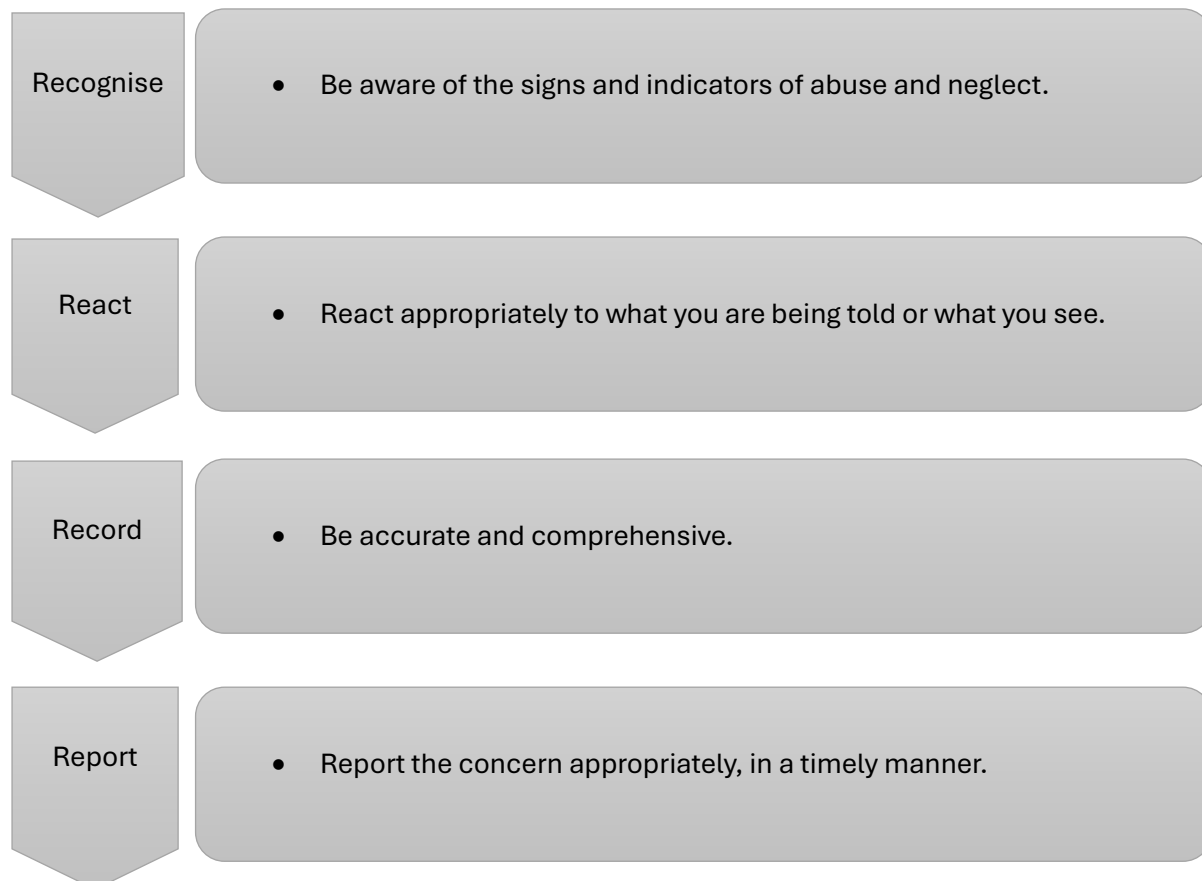 Recognise
• Be aware of the signs and indicators of abuse and neglect.
React
• React appropriately to what you are being told or what you see.
Record
• Be accurate and comprehensive.
Report
• Report the concern appropriately, in a timely manner.